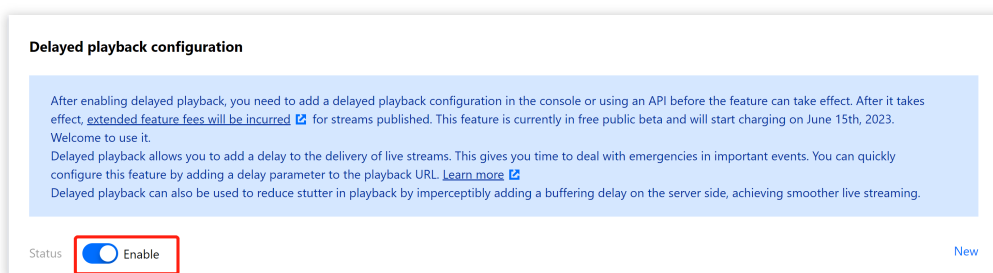 Delayed playback configuration
After enabling delayed playback, you need to add a delayed playback configuration in the console or using an API before the feature can take effect. After it takes
effect, extended feature fees will be incurred for streams published. This feature is currently in free public beta and will start charging on June 15th, 2023.
Welcome to use it.
Delayed playback allows you to add a delay to the delivery of live streams. This gives you time to deal with emergencies in important events. You can quickly
configure this feature by adding a delay parameter to the playback URL. Learn more
Delayed playback can also be used to reduce stutter in playback by imperceptibly adding a buffering delay on the server side, achieving smoother live streaming.
Status Enable New